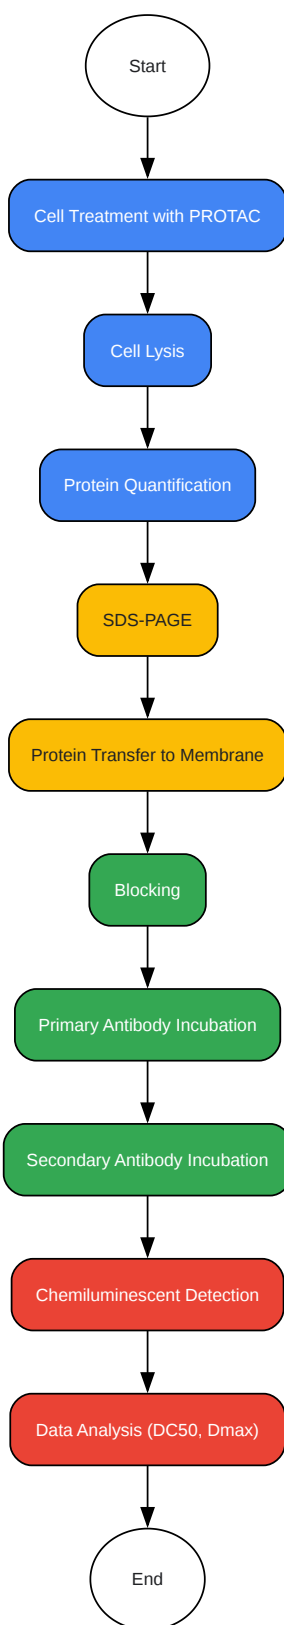 Start
Cell Treatment with PROTAC
Cell Lysis
Protein Quantification
SDS-PAGE
Protein Transfer to Membrane
Blocking
Primary Antibody Incubation
Secondary Antibody Incubation
Chemiluminescent Detection
Data Analysis (DC50, Dmax)
End